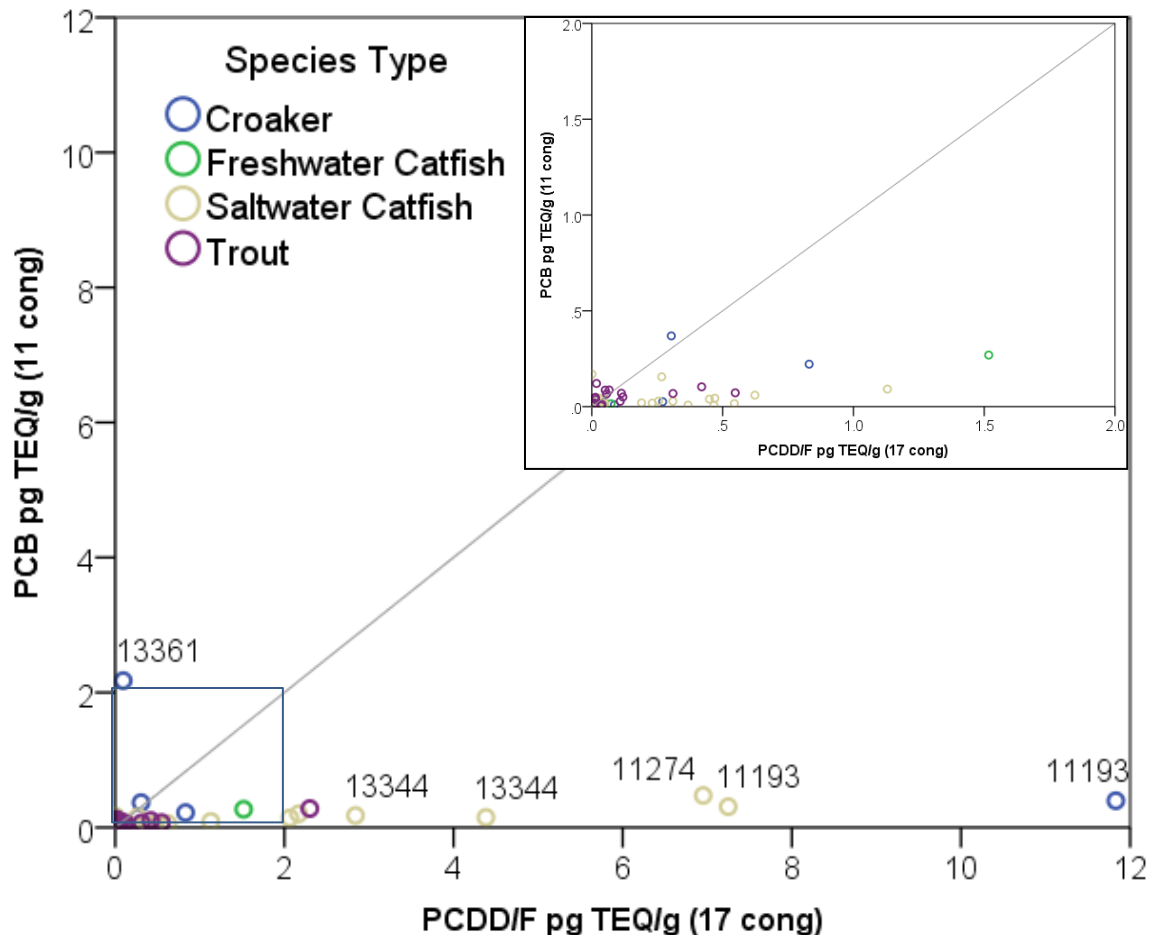 Species Type
Croaker
Freshwater Catfish
Saltwater Catfish
Trout
PCB pg TEQ/g (11 cong)
12
10
8
6
4
2
0
0 2 4 6 8 10 12
PCDD/F pg TEQ/g (17 cong)
13361
13344
13344
11274
11193
11193
PCB pg TEQ/g (11 cong)
2.0
1.5
1.0
.5
.0
.0 .5 1.0 1.5 2.0
PCDD/F pg TEQ/g (17 cong)